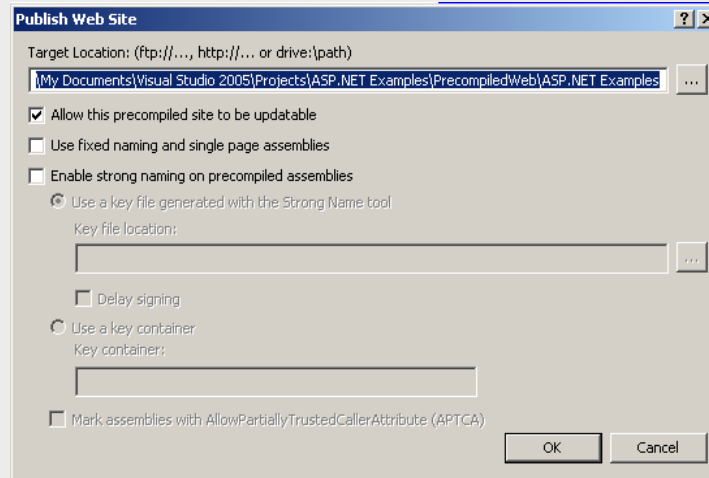 Publish Web Site
Target Location: (ftp://..., http://... or drive:\path)
\My Documents\Visual Studio 2005\Projects\ASP.NET Examples\PrecompiledWeb\ASP.NET Examples
...
Allow this precompiled site to be updatable
Use fixed naming and single page assemblies
Enable strong naming on precompiled assemblies
Use a key file generated with the Strong Name tool
Key file location:
...
Delay signing
Use a key container
Key container:
Mark assemblies with AllowPartiallyTrustedCallerAttribute (APTCA)
OK Cancel